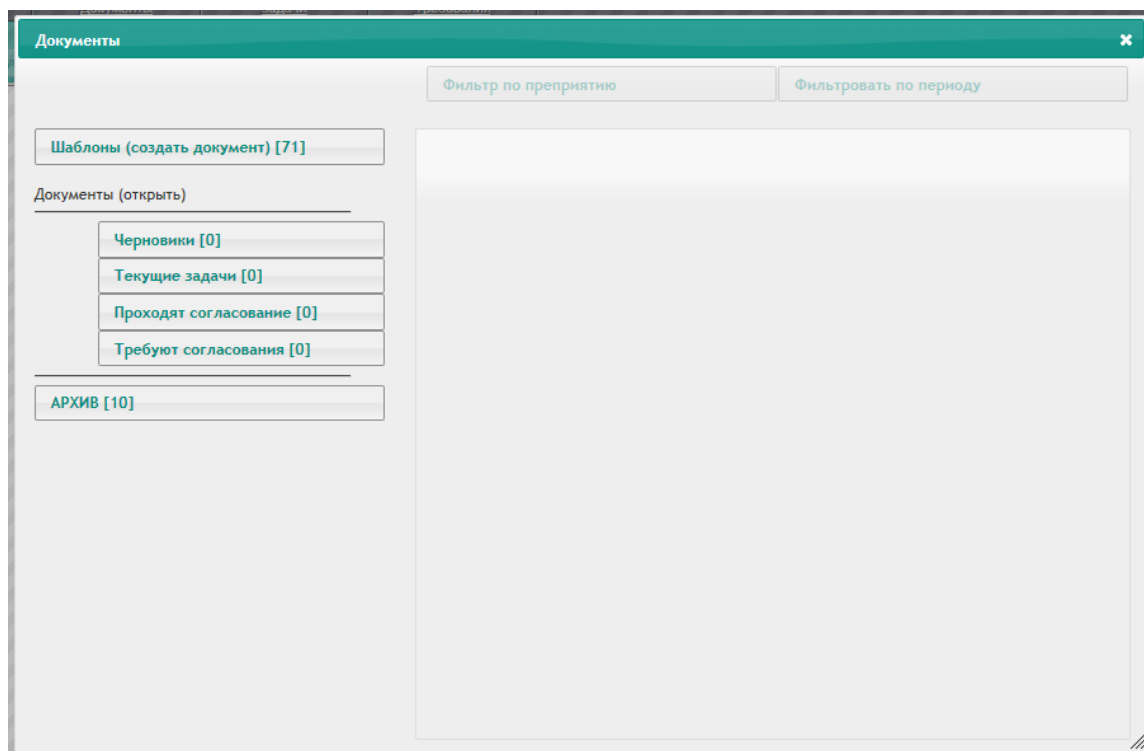 Документы
Фильтр по преприятию
Фильтровать по периоду
Шаблоны (создать документ) [71]
Документы (открыть)
Черновики [0]
Текущие задачи [0]
Проходят согласование [0]
Требуют согласования [0]
АРХИВ [10]